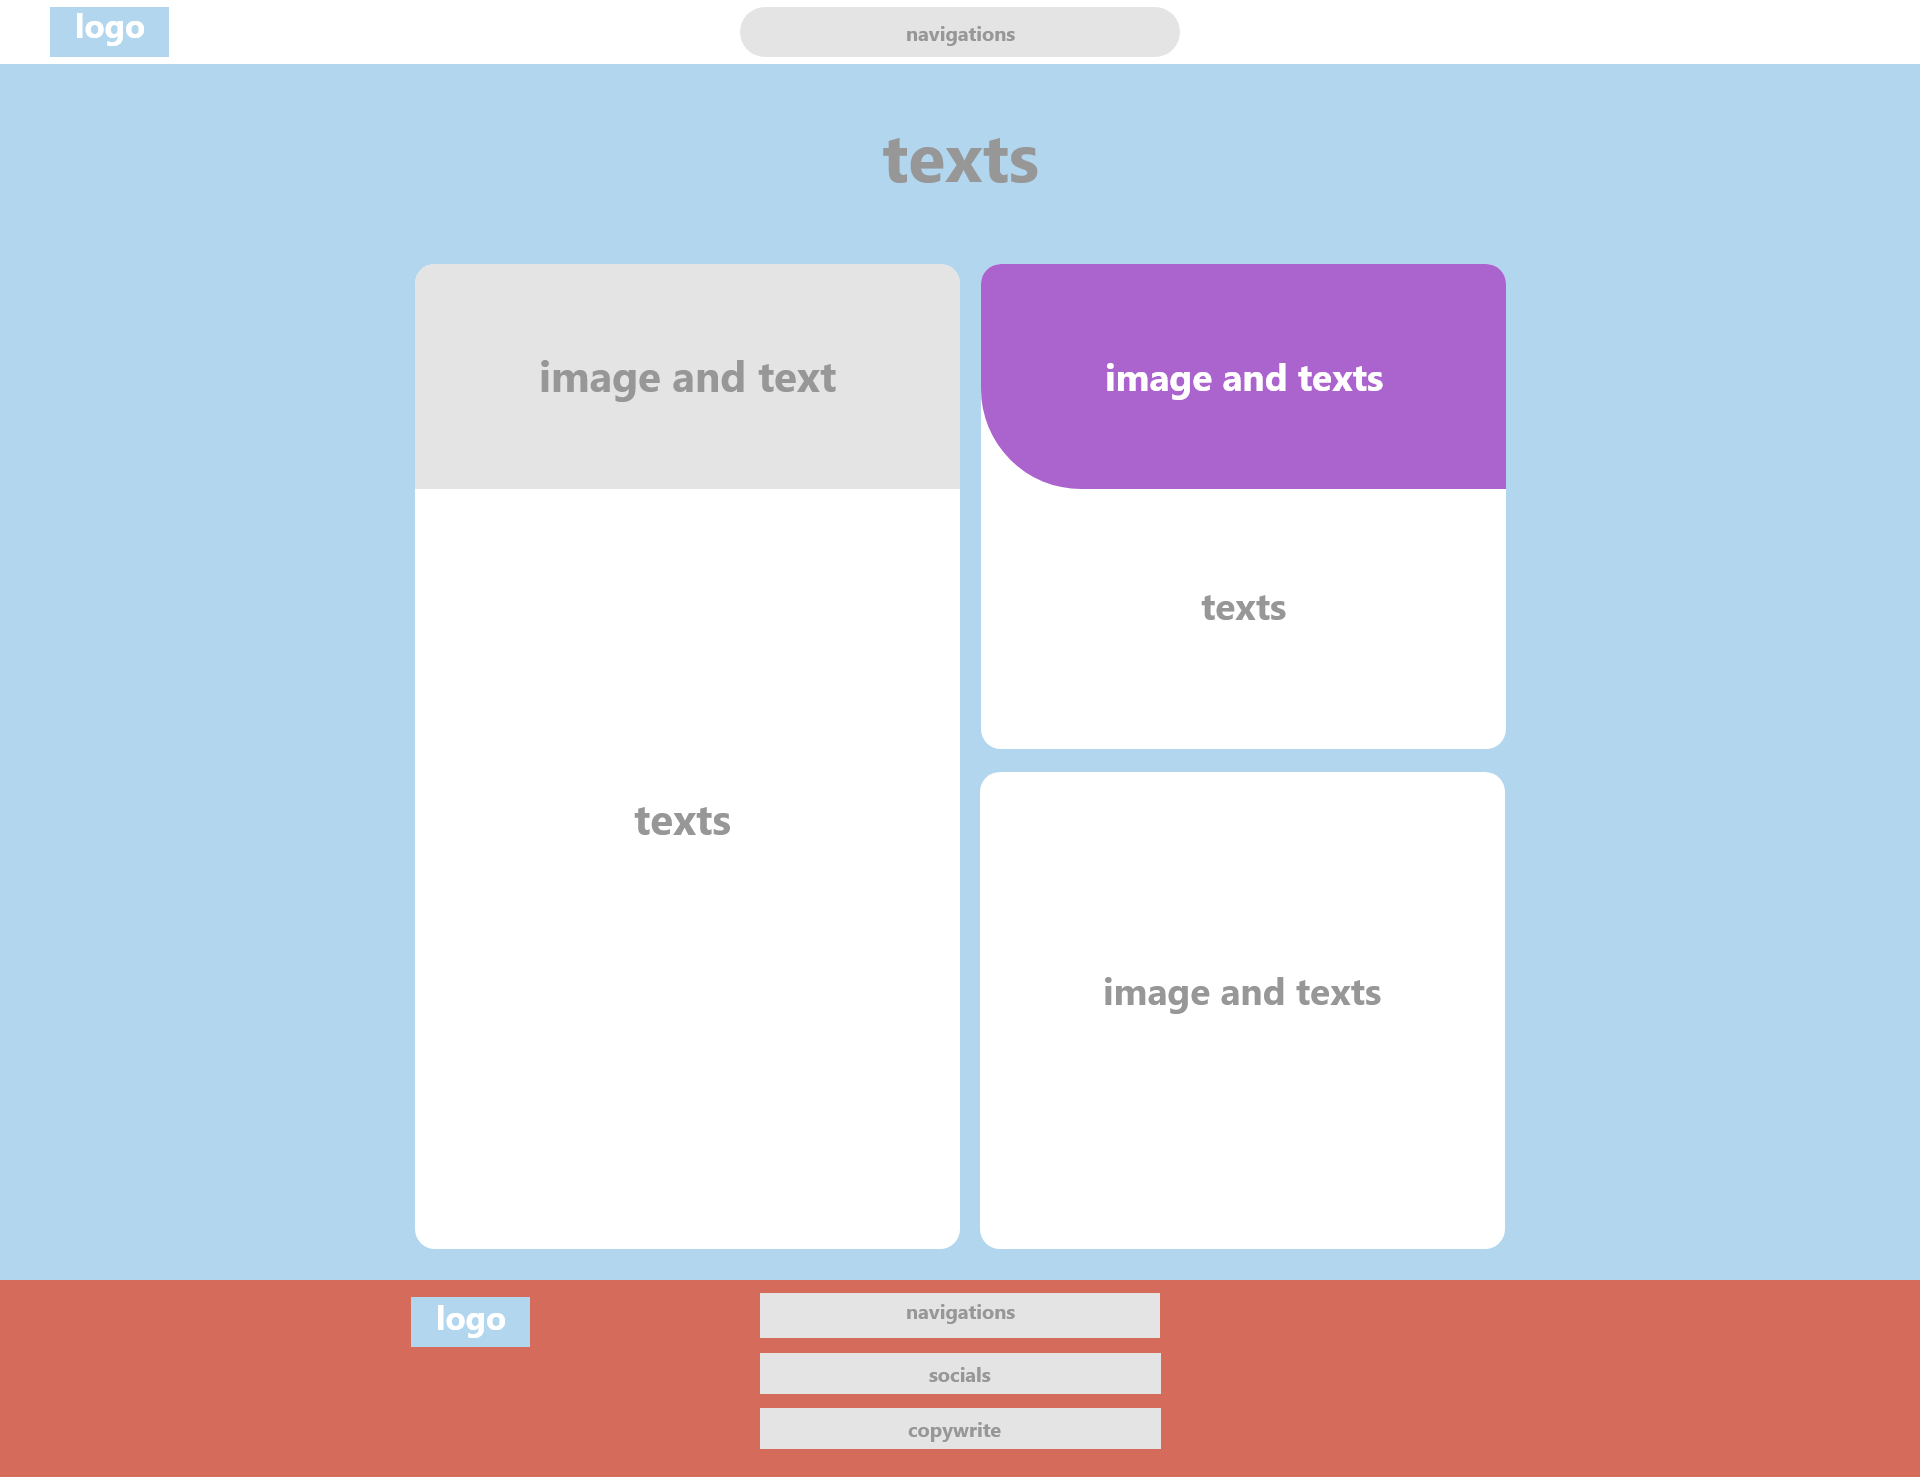 logo
navigations
texts
image and text
texts
image and texts
texts
image and texts
logo
navigations
socials
copywrite